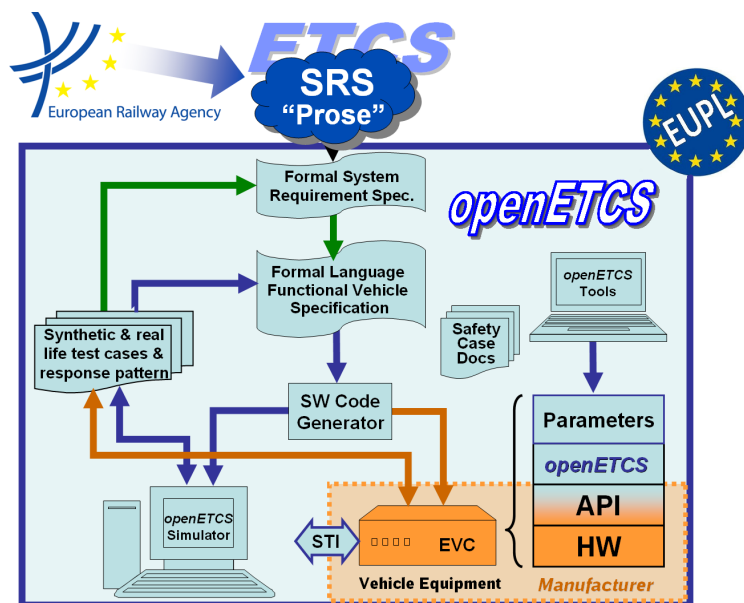 ETCS
SRS
“Prose”
European Railway Agency
EUPL
Formal System
Requirement Spec.
openETCS
Formal Language
Functional Vehicle
Specification
openETCS
Tools
Synthetic & real
life test cases &
response pattern
Safety
Case
Docs
SW Code
Generator
Parameters
openETCS
API
HW
openETCS
Simulator
STI
EVC
Vehicle Equipment
Manufacturer